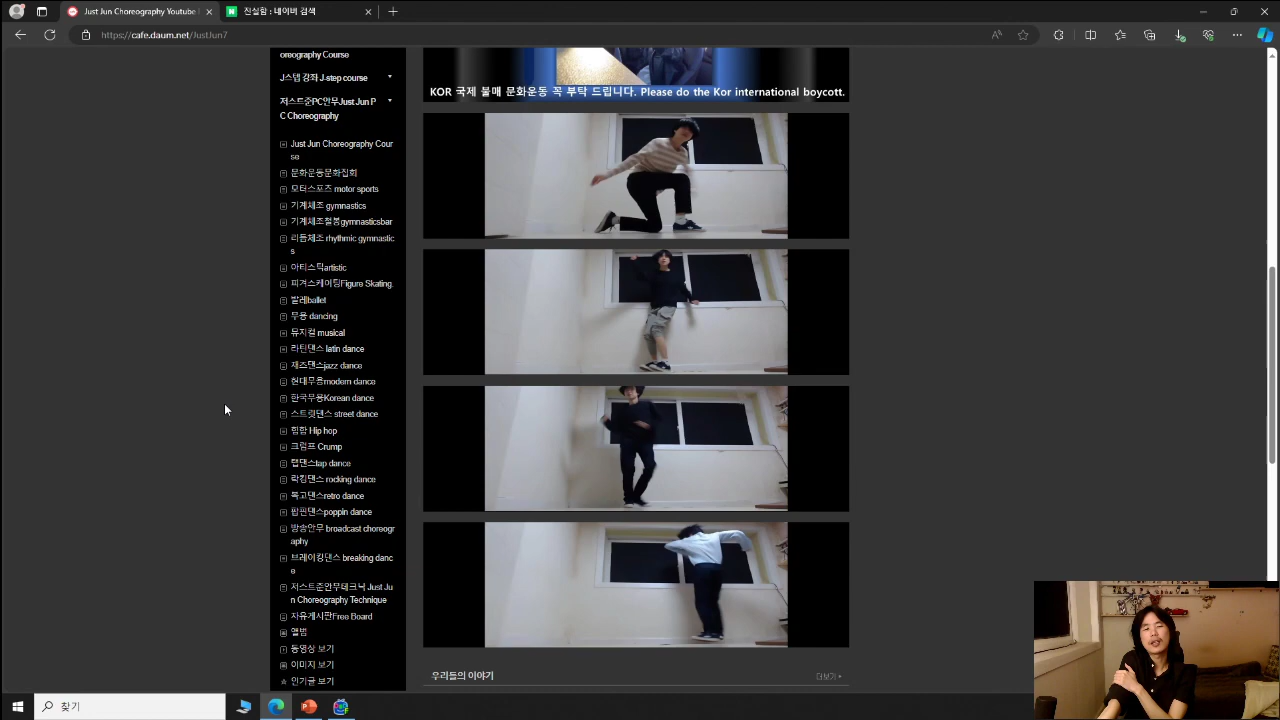 Just Jun Choreography Youtube
진실함 : 네이버 검색
https://cafe.daum.net/JustJun7
oreography Course
J스텝 강좌 J-step course
저스트준PC안무Just Jun P
C Choreography
Just Jun Choreography Cour
se
문화운동문화집회
모터스포츠 motor sports
기계체조 gymnastics
기계체조철봉gymnasticsbar
리듬체조 rhythmic gymnastic
s
아티스틱artistic
피겨스케이팅Figure Skating.
발레ballet
무용 dancing
뮤지컬 musical
라틴댄스 latin dance
재즈댄스jazz dance
현대무용modern dance
한국무용Korean dance
스트릿댄스 street dance
힙합 Hip hop
크럼프 Crump
탭댄스tap dance
락킹댄스 rocking dance
복고댄스retro dance
팝핀댄스poppin dance
방송안무 broadcast choreogr
aphy
브레이킹댄스 breaking danc
e
저스트준안무테크닉 Just Ju
n Choreography Technique
자유게시판Free Board
앨범
동영상 보기
이미지 보기
인기글 보기
KOR 국제 불매 문화운동 꼭 부탁 드립니다. Please do the Kor international boycott.
우리들의 이야기
더보기
찾기